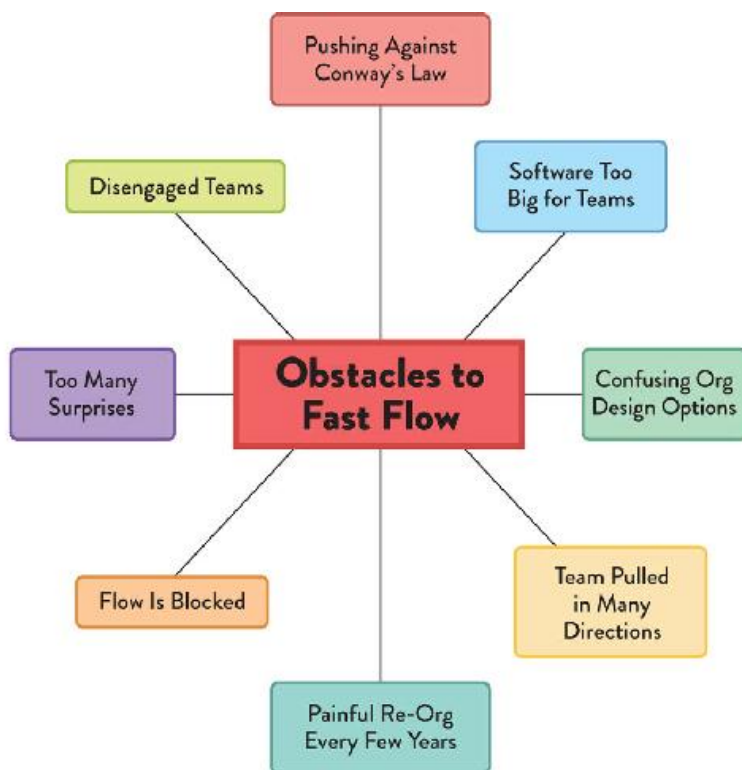 Pushing Against
Conway's Law
Disengaged Teams
Software Too
Big for Teams
Too Many
Surprises
Obstacles to
Fast Flow
Confusing Org
Design Options
Flow Is Blocked
Team Pulled
in Many
Directions
Painful Re-Org
Every Few Years